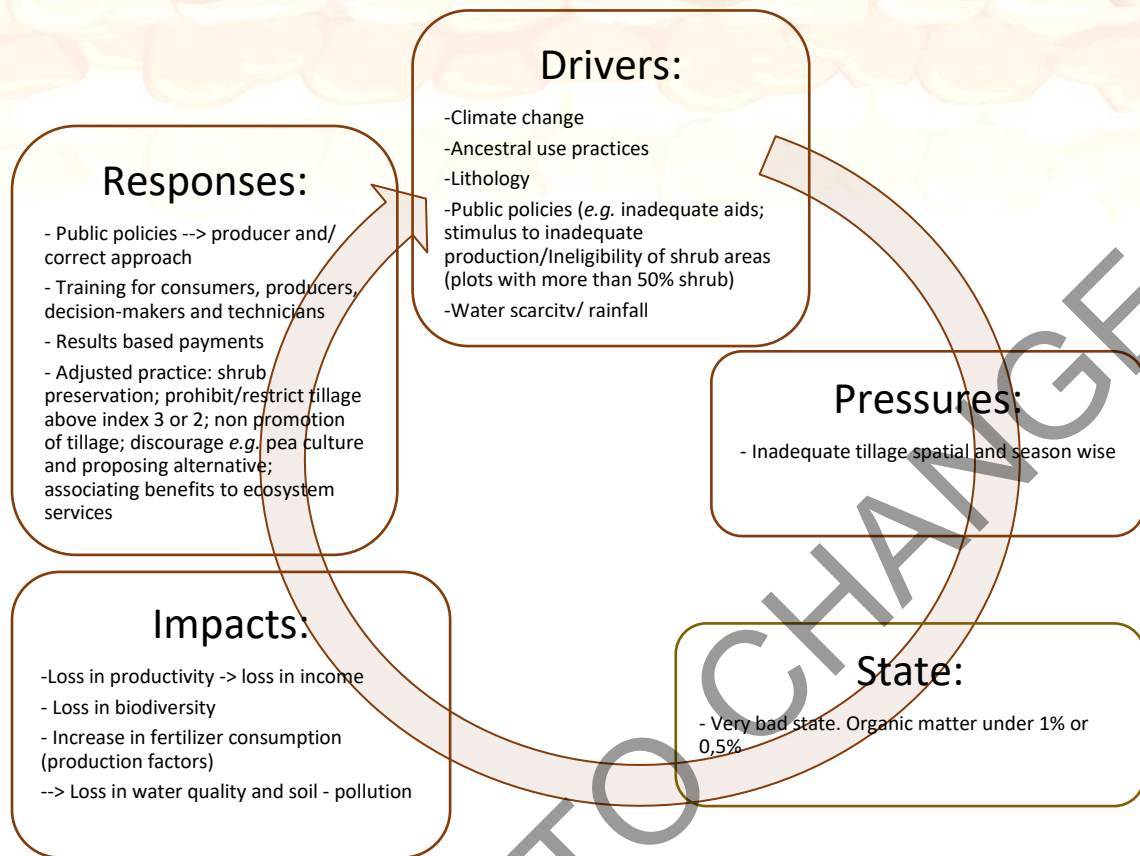 Drivers:
-Climate change
-Ancestral use practices
-Lithology
-Public policies (e.g. inadequate aids;
stimulus to inadequate
production/Ineligibility of shrub areas
(plots with more than 50% shrub)
-Water scarcity/ rainfall
Pressures:
- Inadequate tillage spatial and season wise
State:
- Very bad state. Organic matter under 1% or
0,5%
Impacts:
-Loss in productivity -> loss in income
- Loss in biodiversity
- Increase in fertilizer consumption
(production factors)
--> Loss in water quality and soil - pollution
Responses:
- Public policies --> producer and/
correct approach
- Training for consumers, producers,
decision-makers and technicians
- Results based payments
- Adjusted practice: shrub
preservation; prohibit/restrict tillage
above index 3 or 2; non promotion
of tillage; discourage e.g. pea culture
and proposing alternative;
associating benefits to ecosystem
services
TO CHANGE